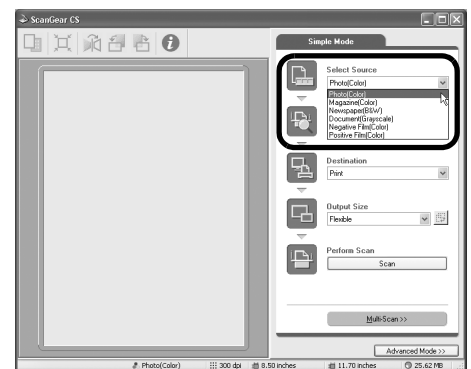 ScanGear CS
Simple Mode
Select Source
Photo(Color)
Photo(Color)
Magazine(Color)
Newspaper(B&W)
Document(Grayscale)
Negative Film(Color)
Positive Film(Color)
Destination
Print
Output Size
Flexible
Perform Scan
Scan
Multi-Scan >>
Advanced Mode >>
Photo(Color) 300 dpi 8.50 inches 11.70 inches 25.62 MB